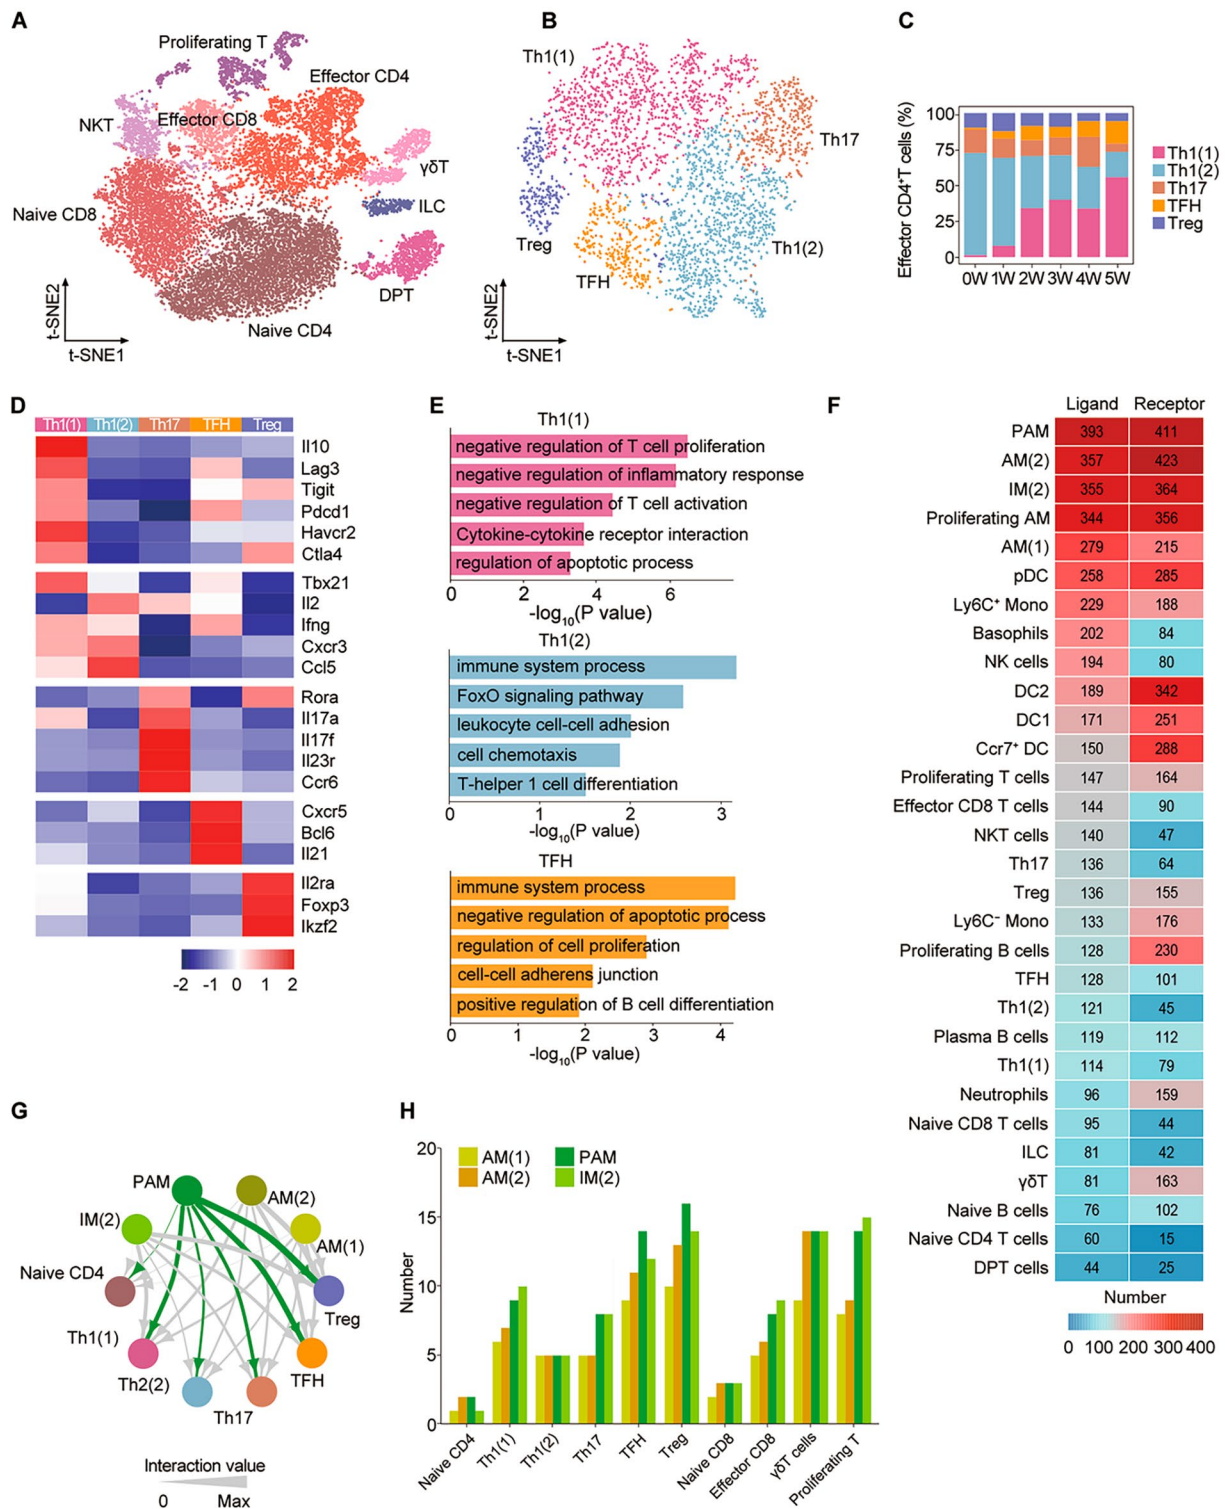 A
Proliferating T
Effector CD4
NKT
Effector CD8
γδT
ILC
Naive CD8
DPT
Naive CD4
t-SNE2
t-SNE1
B
Th1(1)
Th17
Treg
Th1(2)
TFH
t-SNE2
t-SNE1
C
Effector CD4⁺T cells (%)
100
75
50
25
0
0W 1W 2W 3W 4W 5W
Th1(1)
Th1(2)
Th17
TFH
Treg
D
Th1(1) Th1(2) Th17 TFH Treg
Il10
Lag3
Tigit
Pdcd1
Havcr2
Ctla4
Tbx21
Il2
Ifng
Cxcr3
Ccl5
Rora
Il17a
Il17f
Il23r
Ccr6
Cxcr5
Bcl6
Il21
Il2ra
Foxp3
Ikzf2
-2 -1 0 1 2
E
Th1(1)
negative regulation of T cell proliferation
negative regulation of inflammatory response
negative regulation of T cell activation
Cytokine-cytokine receptor interaction
regulation of apoptotic process
0 2 4 6
-log₁₀(P value)
Th1(2)
immune system process
FoxO signaling pathway
leukocyte cell-cell adhesion
cell chemotaxis
T-helper 1 cell differentiation
0 1 2 3
-log₁₀(P value)
TFH
immune system process
negative regulation of apoptotic process
regulation of cell proliferation
cell-cell adherens junction
positive regulation of B cell differentiation
0 1 2 3 4
-log₁₀(P value)
F
Ligand Receptor
PAM 393 411
AM(2) 357 423
IM(2) 355 364
Proliferating AM 344 356
AM(1) 279 215
pDC 258 285
Ly6C⁺ Mono 229 188
Basophils 202 84
NK cells 194 80
DC2 189 342
DC1 171 251
Ccr7⁺ DC 150 288
Proliferating T cells 147 164
Effector CD8 T cells 144 90
NKT cells 140 47
Th17 136 64
Treg 136 155
Ly6C⁻ Mono 133 176
Proliferating B cells 128 230
TFH 128 101
Th1(2) 121 45
Plasma B cells 119 112
Th1(1) 114 79
Neutrophils 96 159
Naive CD8 T cells 95 44
ILC 81 42
γδT 81 163
Naive B cells 76 102
Naive CD4 T cells 60 15
DPT cells 44 25
Number
0 100 200 300 400
G
PAM
AM(2)
IM(2)
AM(1)
Naive CD4
Treg
Th1(1)
TFH
Th2(2)
Th17
Interaction value
0 Max
H
AM(1) PAM
AM(2) IM(2)
Number
20
15
10
5
0
Naive CD4
Th1(1)
Th1(2)
Th17
TFH
Treg
Naive CD8
Effector CD8
γδT cells
Proliferating T